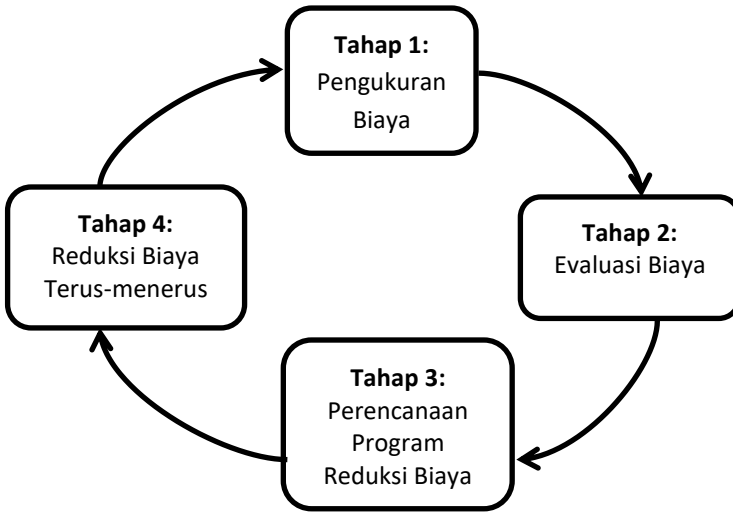 Tahap 1:
Pengukuran
Biaya
Tahap 2:
Evaluasi Biaya
Tahap 3:
Perencanaan
Program
Reduksi Biaya
Tahap 4:
Reduksi Biaya
Terus-menerus